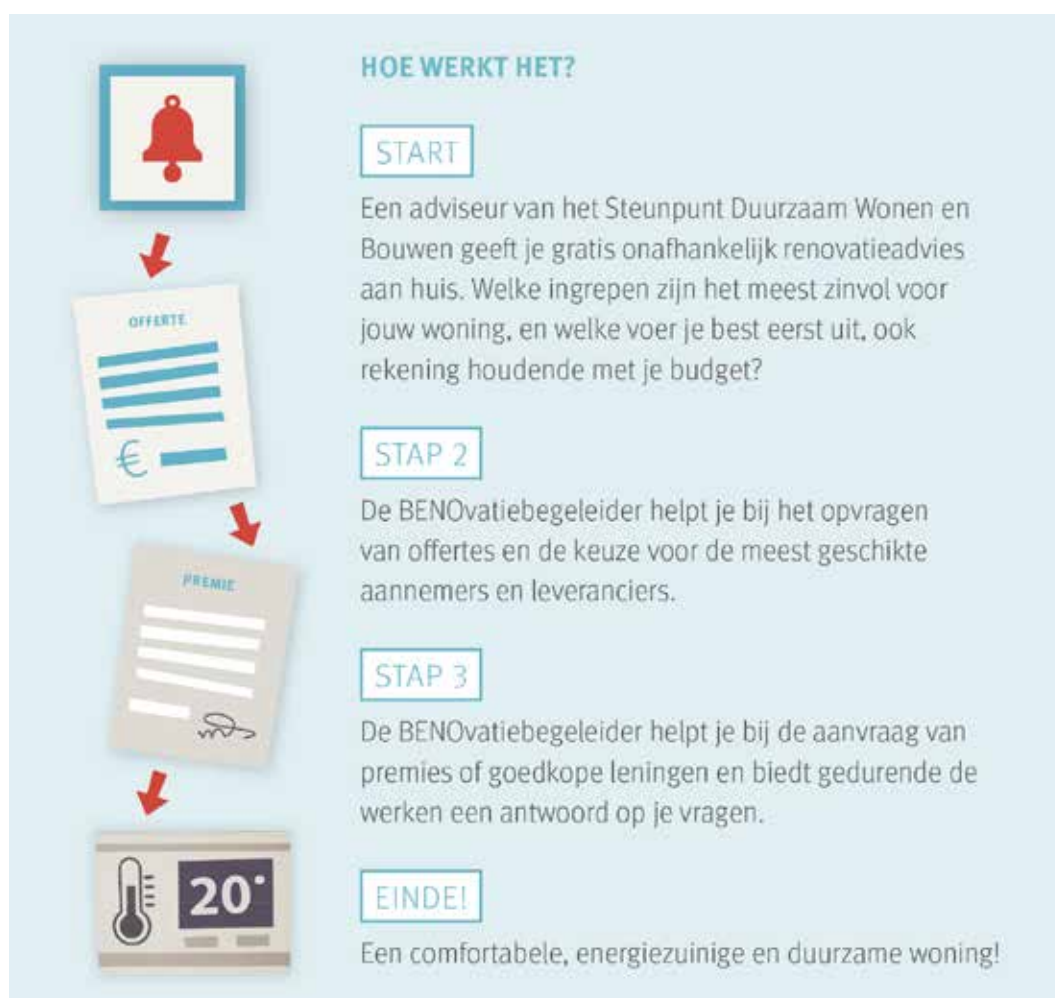 HOE WERKT HET?
START
Een adviseur van het Steunpunt Duurzaam Wonen en
Bouwen geeft je gratis onafhankelijk renovatieadvies
aan huis. Welke ingrepen zijn het meest zinvol voor
jouw woning, en welke voer je best eerst uit, ook
rekening houdende met je budget?
OFFERTE
€
STAP 2
De BENOvatiebegeleider helpt je bij het opvragen
van offertes en de keuze voor de meest geschikte
aannemers en leveranciers.
PREMIE
STAP 3
De BENOvatiebegeleider helpt je bij de aanvraag van
premies of goedkope leningen en biedt gedurende de
werken een antwoord op je vragen.
20°
EINDE!
Een comfortabele, energiezuinige en duurzame woning!